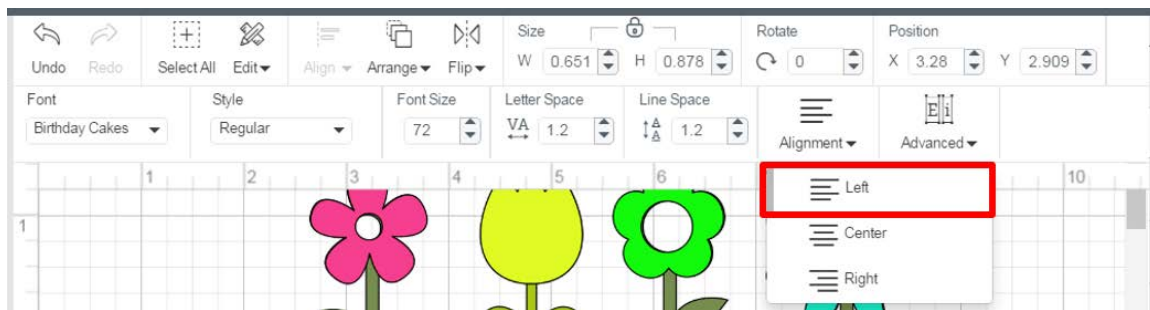 Size
Rotate
Position
W 0.651 H 0.878
0
X 3.28 Y 2.909
Undo Redo Select All Edit Align Arrange Flip
Font
Style
Font Size
Letter Space
Line Space
Birthday Cakes
Regular
72
VA 1.2
A A 1.2
E i
Alignment
Advanced
1 2 3 4 5 6 10
Left
1
Center
Right